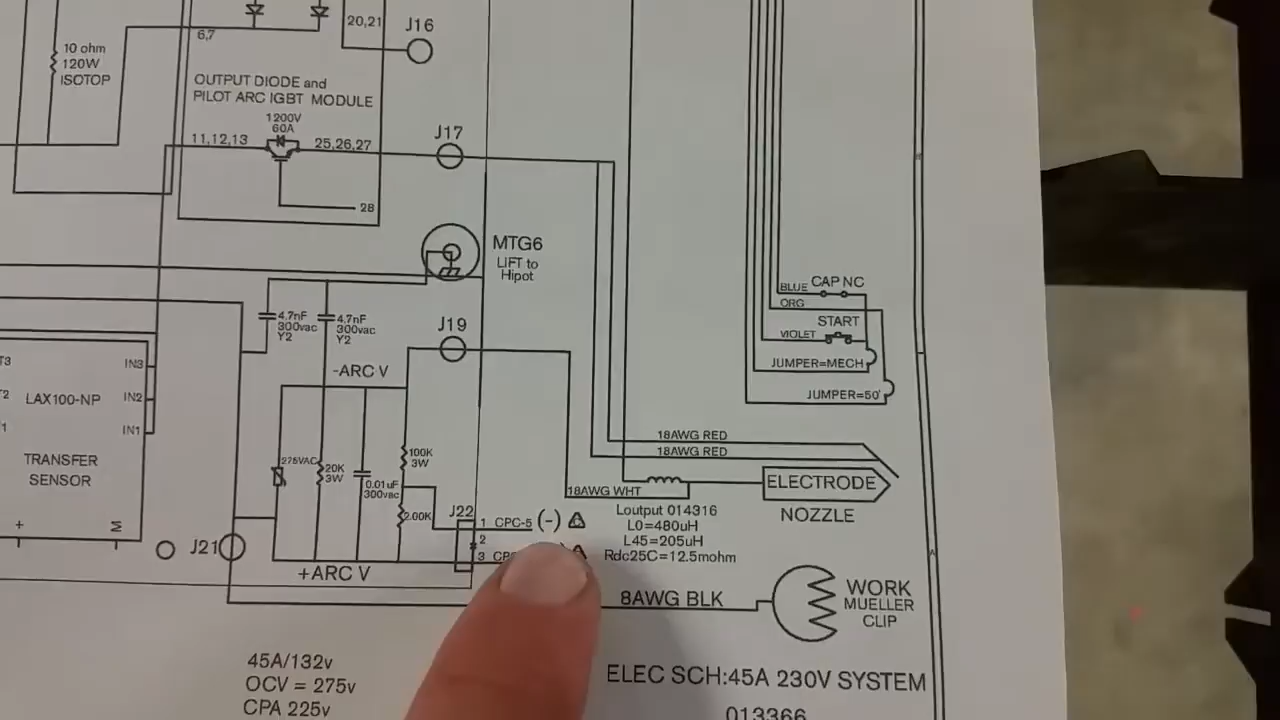 20,21
J16
6,7
10 ohm
120W
ISOTOP
OUTPUT DIODE and
PILOT ARC IGBT MODULE
1200V
60A
11,12,13
25,26,27
J17
28
MTG6
LIFT to
Hipot
BLUE
CAP NC
ORG
START
VIOLET
JUMPER=MECH
JUMPER=50'
4.7nF
300vac
Y2
4.7nF
300vac
Y2
J19
-ARC V
IN3
IN2
IN1
LAX100-NP
TRANSFER
SENSOR
+
M
275VAC
20K
3W
0.01uF
300vac
100K
3W
2.00K
J22
1 CPC-5 (-)
2
3
18AWG RED
18AWG RED
18AWG WHT
ELECTRODE
NOZZLE
Loutput 014316
L0=480uH
L45=205uH
Rdc25C=12.5mohm
J21
+ARC V
8AWG BLK
WORK
MUELLER
CLIP
45A/132v
OCV = 275v
CPA 225v
ELEC SCH:45A 230V SYSTEM
013366